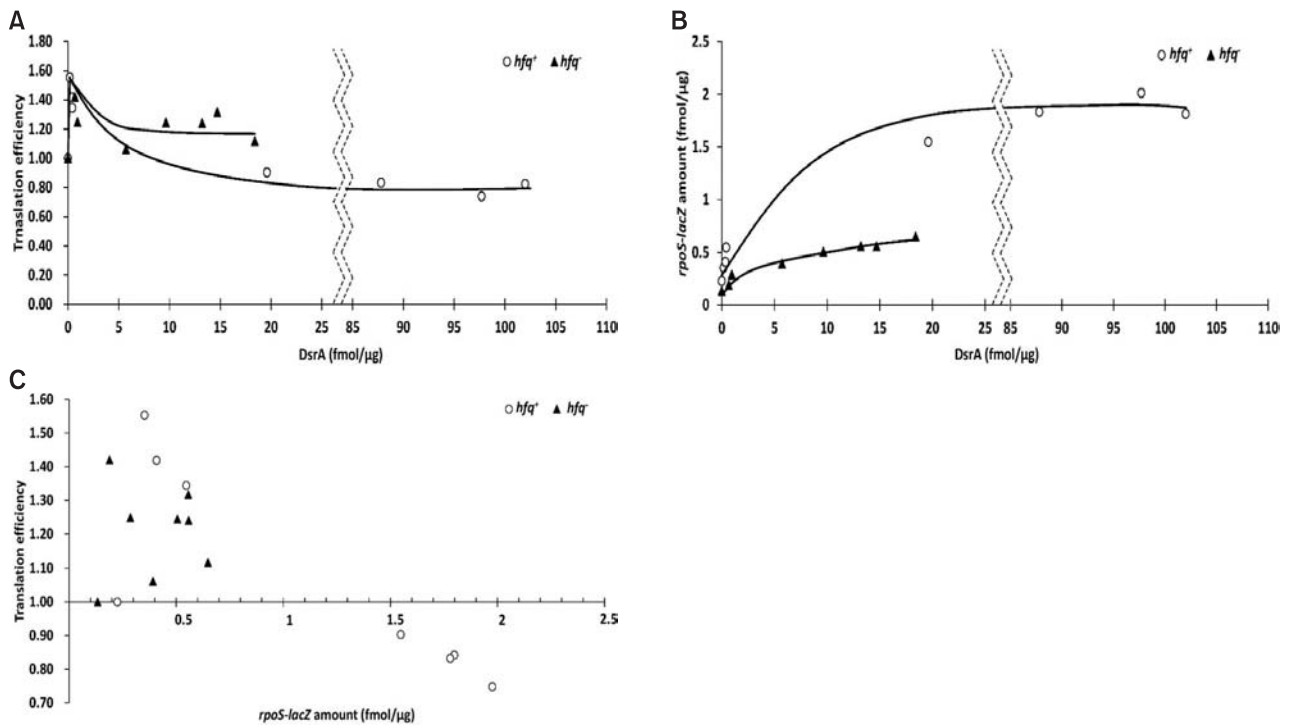 A
Trnaslation efficiency
1.80
1.60
1.40
1.20
1.00
0.80
0.60
0.40
0.20
0.00
hfq+ hfq-
0 5 10 15 20 25 85 90 95 100 105 110
DsrA (fmol/µg)
B
rpoS-lacZ amount (fmol/µg)
2.5
2
1.5
1
0.5
0
hfq+ hfq-
0 5 10 15 20 25 85 90 95 100 105 110
DsrA (fmol/µg)
C
Translation efficiency
1.60
1.50
1.40
1.30
1.20
1.10
1.00
0.90
0.80
0.70
hfq+ hfq-
0.5 1 1.5 2 2.5
rpoS-lacZ amount (fmol/µg)